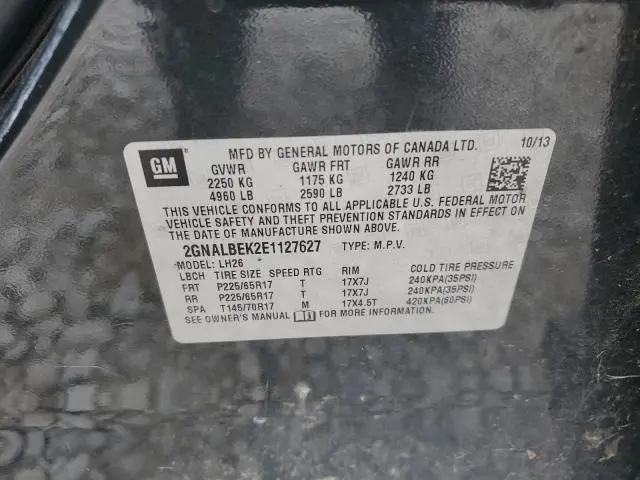 GM
MFD BY GENERAL MOTORS OF CANADA LTD. 10/13
GVWR GAWR FRT GAWR RR
2250 KG 1175 KG 1240 KG
4960 LB 2590 LB 2733 LB
THIS VEHICLE CONFORMS TO ALL APPLICABLE U.S. FEDERAL MOTOR
VEHICLE SAFETY AND THEFT PREVENTION STANDARDS IN EFFECT ON
THE DATE OF MANUFACTURE SHOWN ABOVE.
2GNALBEK2E1127627 TYPE: M.P.V.
MODEL: LH26
LBCH TIRE SIZE SPEED RTG RIM COLD TIRE PRESSURE
FRT P225/65R17 T 17X7J 240KPA(35PSI)
RR P225/65R17 T 17X7J 240KPA(35PSI)
SPA T145/70R17 M 17X4.5T 420KPA(60PSI)
SEE OWNER'S MANUAL FOR MORE INFORMATION.